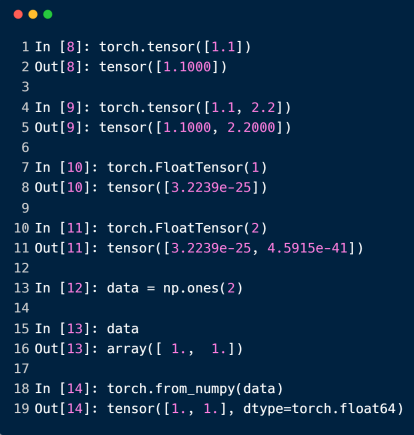 1 In [8]: torch.tensor([1.1])
2 Out[8]: tensor([1.1000])
3
4 In [9]: torch.tensor([1.1, 2.2])
5 Out[9]: tensor([1.1000, 2.2000])
6
7 In [10]: torch.FloatTensor(1)
8 Out[10]: tensor([3.2239e-25])
9
10 In [11]: torch.FloatTensor(2)
11 Out[11]: tensor([3.2239e-25, 4.5915e-41])
12
13 In [12]: data = np.ones(2)
14
15 In [13]: data
16 Out[13]: array([ 1.,  1.])
17
18 In [14]: torch.from_numpy(data)
19 Out[14]: tensor([1., 1.], dtype=torch.float64)